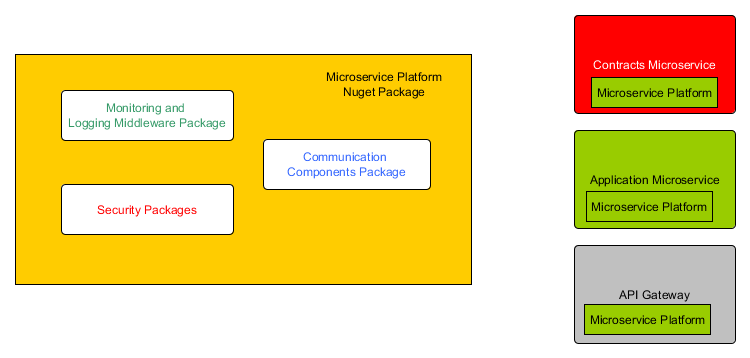 Microservice Platform
Nuget Package
Monitoring and
Logging Middleware Package
Communication
Components Package
Security Packages
Contracts Microservice
Microservice Platform
Application Microservice
Microservice Platform
API Gateway
Microservice Platform